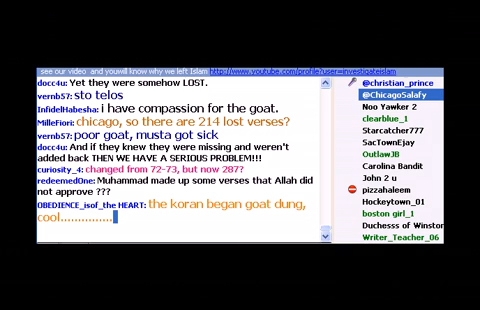 see our video and youwill know why we left Islam http://www.youtube.com/profile?user=investigateislam
docc4u: Yet they were somehow LOST.
vernb57: sto telos
InfidelHabesha: i have compassion for the goat.
MilleFiori: chicago, so there are 214 lost verses?
vernb57: poor goat, musta got sick
docc4u: And if they knew they were missing and weren't
added back THEN WE HAVE A SERIOUS PROBLEM!!!
curiosity_4: changed from 72-73, but now 287?
redeemedOne: Muhammad made up some verses that Allah did
not approve ???
OBEDIENCE_isof_the HEART: the koran began goat dung,
cool...............
@christian_prince
@ChicagoSalafy
Noo Yawker 2
clearblue_1
Starcatcher777
SacTownEjay
OutlawJB
Carolina Bandit
John 2 u
pizzahaleem
Hockeytown_01
boston girl_1
Duchesss of Winston
Writer_Teacher_06